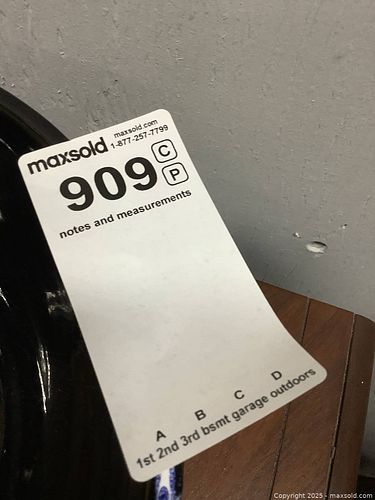 maxsold maxsold.com
1-877-257-7799
909 C
P
notes and measurements
A B C D
1st 2nd 3rd bsmt garage outdoors
Copyright 2025 - maxsold.com